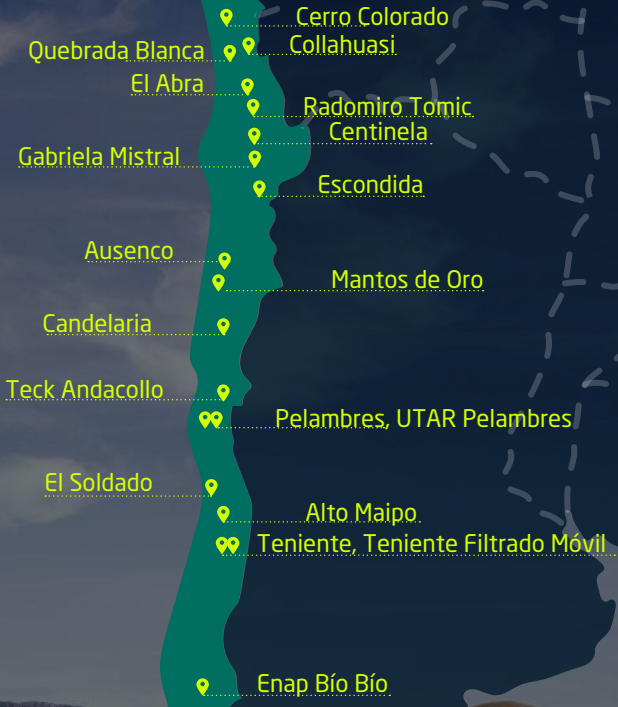 Cerro Colorado
Collahuasi
Quebrada Blanca
El Abra
Radomiro Tomic
Centinela
Gabriela Mistral
Escondida
Ausenco
Mantos de Oro
Candelaria
Teck Andacollo
Pelambres, UTAR Pelambres
El Soldado
Alto Maipo
Teniente, Teniente Filtrado Móvil
Enap Bío Bío